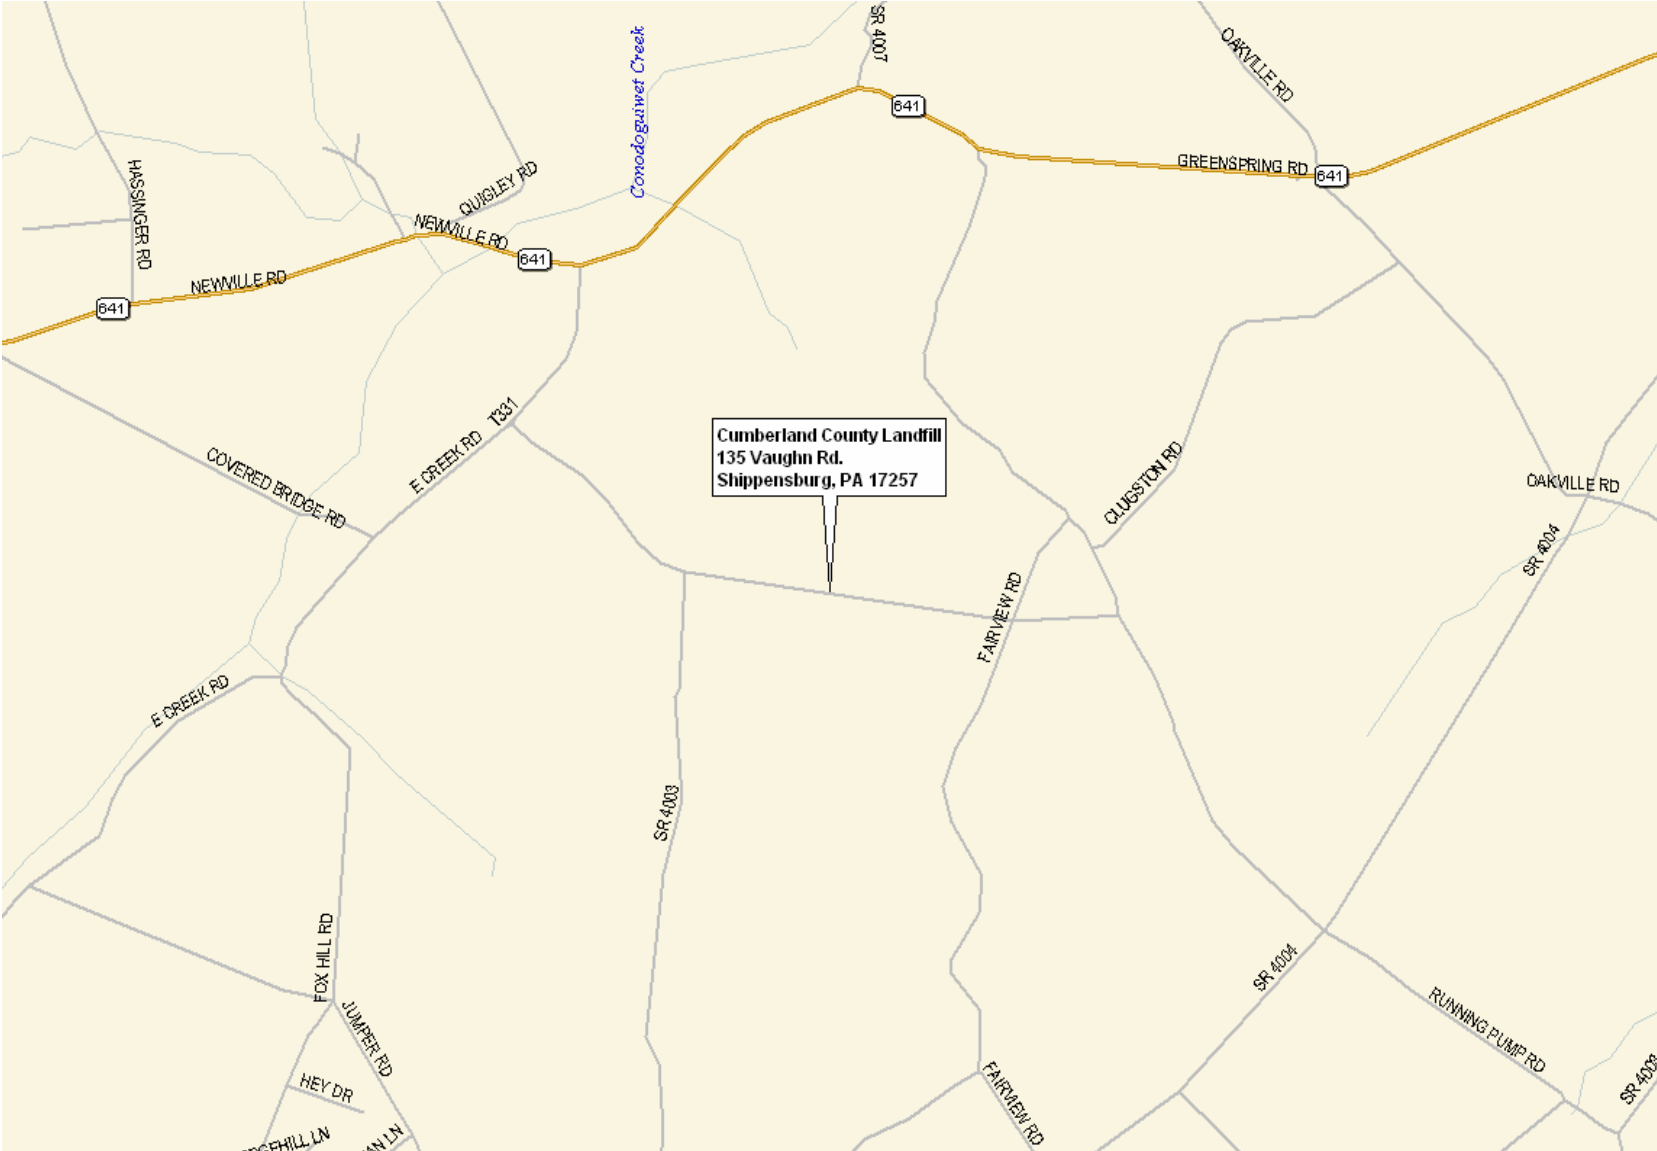 SR 4007
OAKVILLE RD
Conodoguiwet Creek
641
GREENSPRING RD
641
HASSINGER RD
QUIGLEY RD
NEWVILLE RD
641
NEWVILLE RD
641
T331
E CREEK RD
COVERED BRIDGE RD
Cumberland County Landfill
135 Vaughn Rd.
Shippensburg, PA 17257
CLUGSTON RD
OAKVILLE RD
SR 4004
FAIRVIEW RD
E CREEK RD
SR 4003
FOX HILL RD
SR 4004
RUNNING PUMP RD
JUMPER RD
HEY DR
FAIRVIEW RD
LN
LN